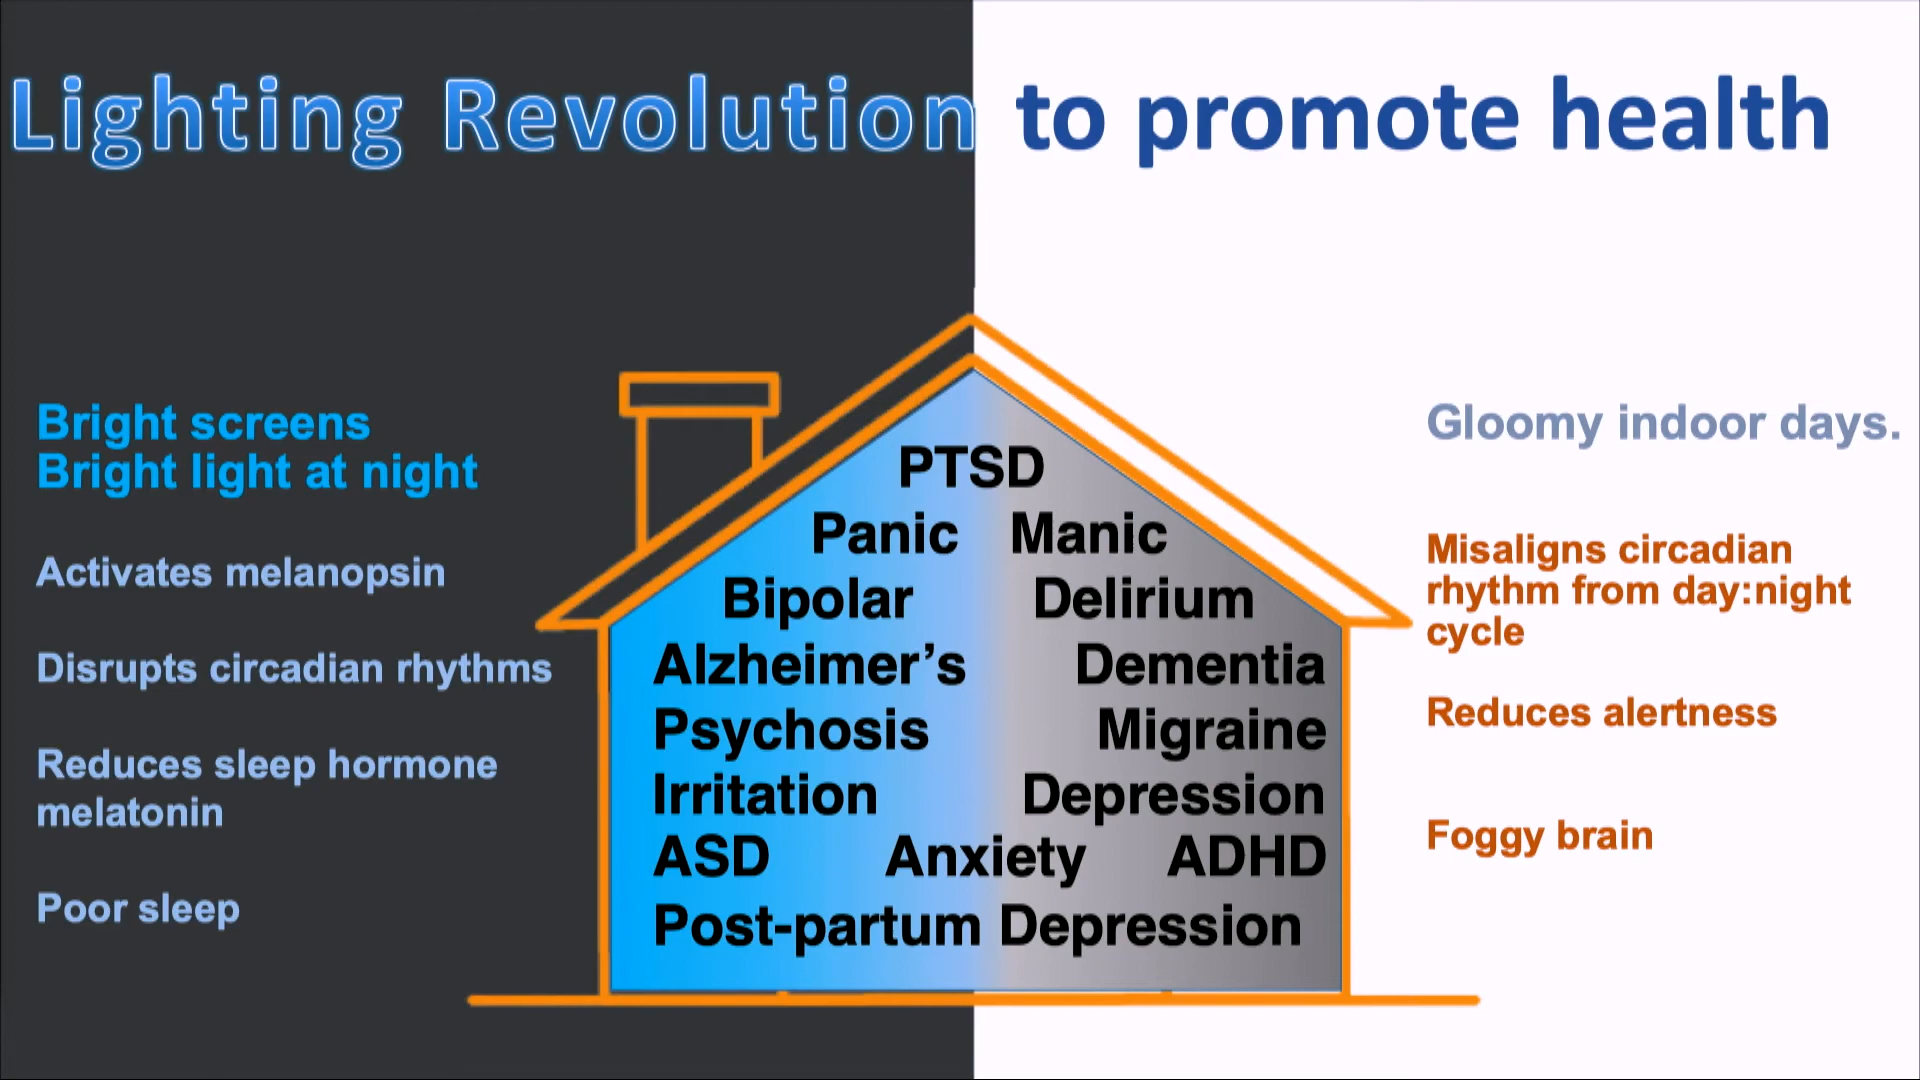 Lighting Revolution to promote health
Bright screens
Bright light at night
Activates melanopsin
Disrupts circadian rhythms
Reduces sleep hormone
melatonin
Poor sleep
PTSD
Panic Manic
Bipolar Delirium
Alzheimer’s Dementia
Psychosis Migraine
Irritation Depression
ASD Anxiety ADHD
Post-partum Depression
Gloomy indoor days.
Misaligns circadian
rhythm from day:night
cycle
Reduces alertness
Foggy brain